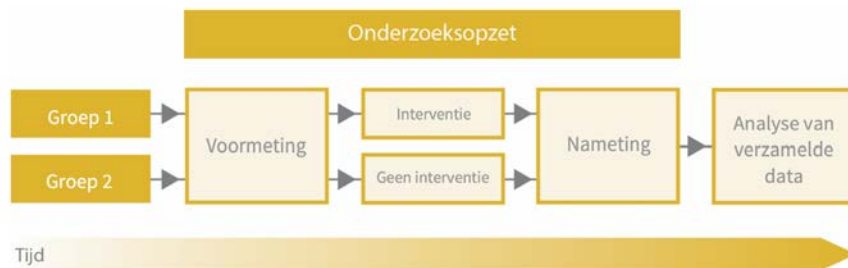 Onderzoeksopzet
Groep 1
Groep 2
Voormeting
Interventie
Geen interventie
Nameting
Analyse van
verzamelde
data
Tijd